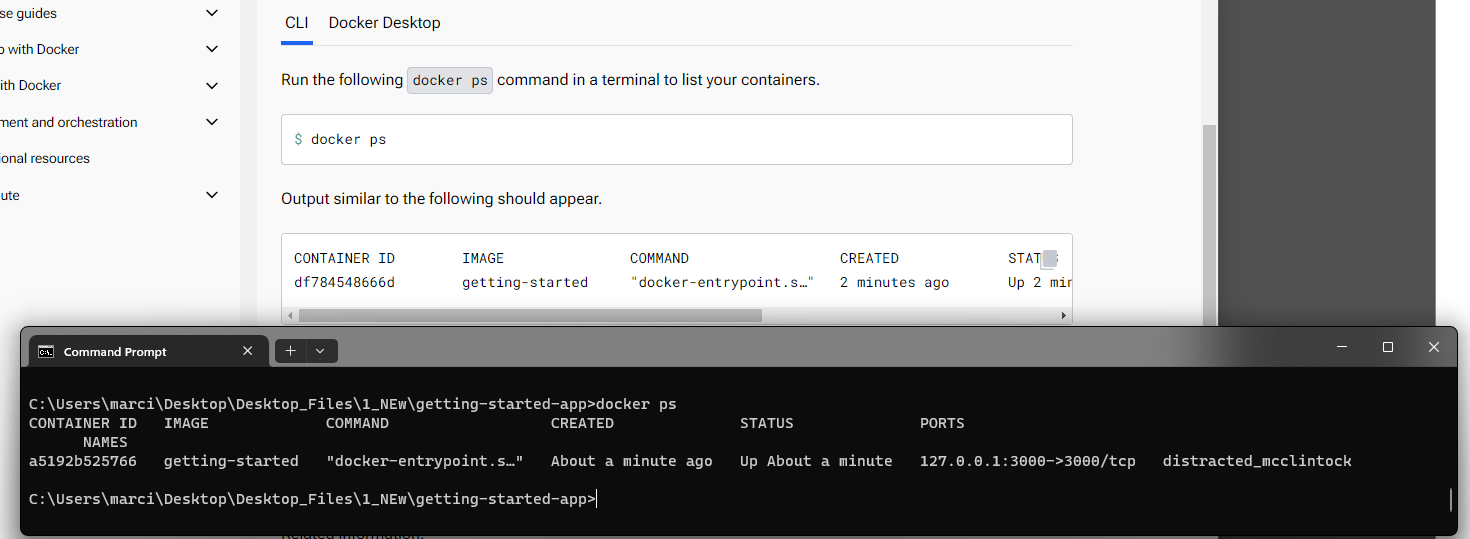 se guides
with Docker
ith Docker
ment and orchestration
ional resources
ute
CLI Docker Desktop
Run the following docker ps command in a terminal to list your containers.
$ docker ps
Output similar to the following should appear.
CONTAINER ID IMAGE COMMAND CREATED STAT
df784548666d getting-started "docker-entrypoint.s…" 2 minutes ago Up 2 min
Command Prompt
C:\Users\marci\Desktop\Desktop_Files\1_NEw\getting-started-app>docker ps
CONTAINER ID IMAGE COMMAND CREATED STATUS PORTS
NAMES
a5192b525766 getting-started "docker-entrypoint.s…" About a minute ago Up About a minute 127.0.0.1:3000->3000/tcp distracted_mcclintock
C:\Users\marci\Desktop\Desktop_Files\1_NEw\getting-started-app>